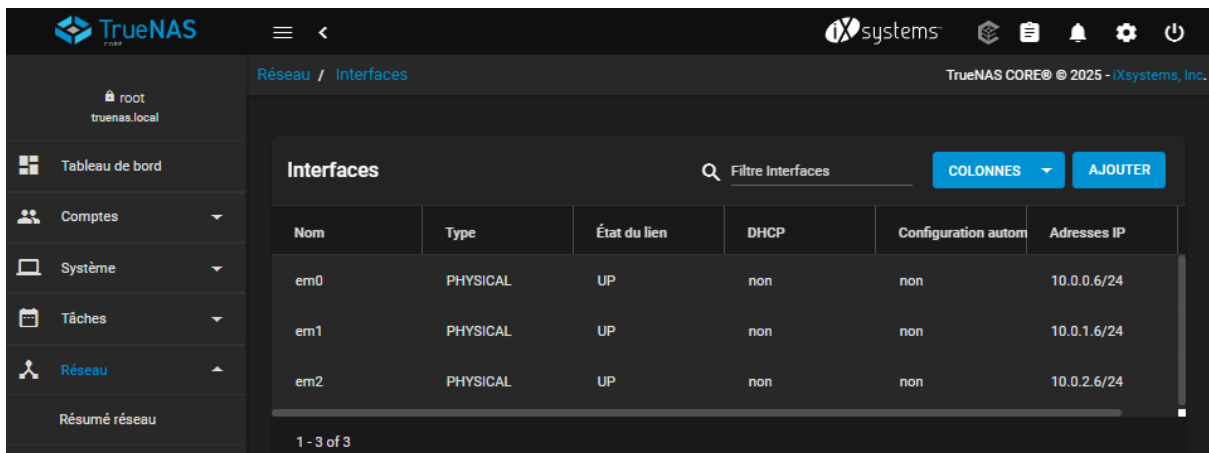 TrueNAS
CORE
iXsystems
Réseau / Interfaces
TrueNAS CORE® © 2025 - iXsystems, Inc.
root
truenas.local
Tableau de bord
Comptes
Système
Tâches
Réseau
Résumé réseau
Interfaces
Filtre Interfaces
COLONNES
AJOUTER
Nom Type État du lien DHCP Configuration autom Adresses IP
em0 PHYSICAL UP non non 10.0.0.6/24
em1 PHYSICAL UP non non 10.0.1.6/24
em2 PHYSICAL UP non non 10.0.2.6/24
1 - 3 of 3